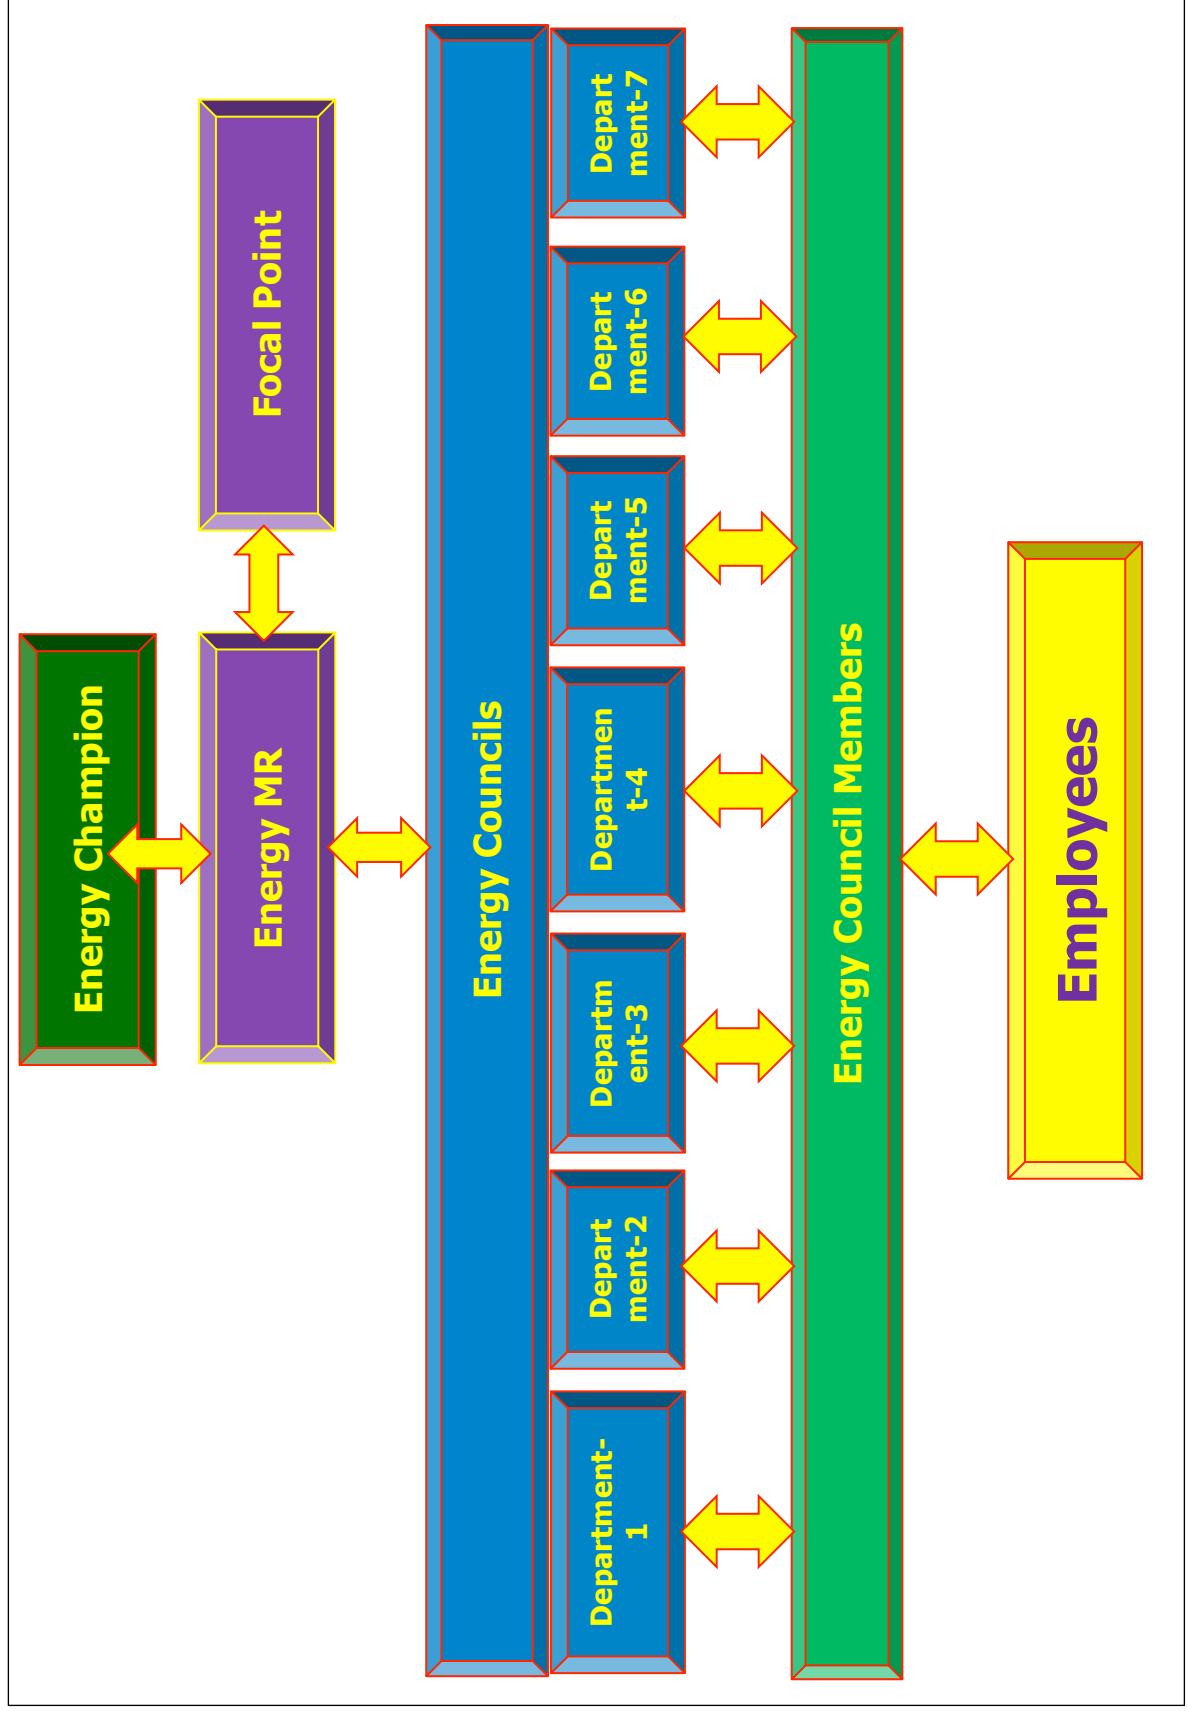 Energy Champion
Energy MR
Focal Point
Energy Councils
Department-
1
Depart
ment-2
Departm
ent-3
Departmen
t-4
Depart
ment-5
Depart
ment-6
Depart
ment-7
Energy Council Members
Employees